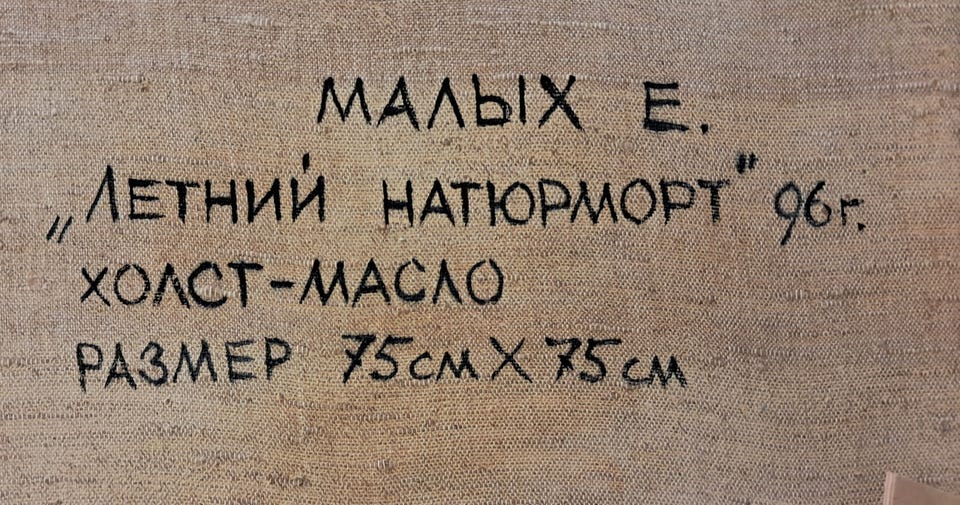 МАЛЫХ Е.
„ЛЕТНИЙ НАТЮРМОРТ" 96г.
ХОЛСТ-МАСЛО
РАЗМЕР 75см X 75см